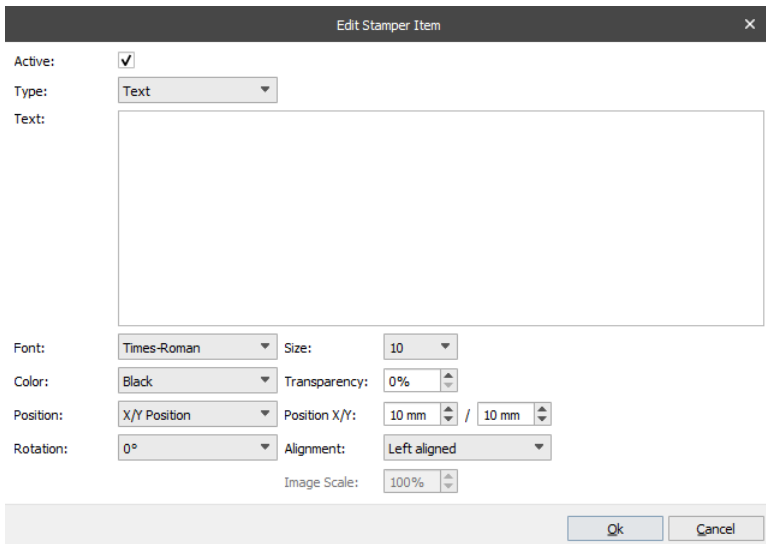 Edit Stamper Item
Active:
Type: Text
Text:
Font: Times-Roman Size: 10
Color: Black Transparency: 0%
Position: X/Y Position Position X/Y: 10 mm / 10 mm
Rotation: 0° Alignment: Left aligned
Image Scale: 100%
Ok Cancel